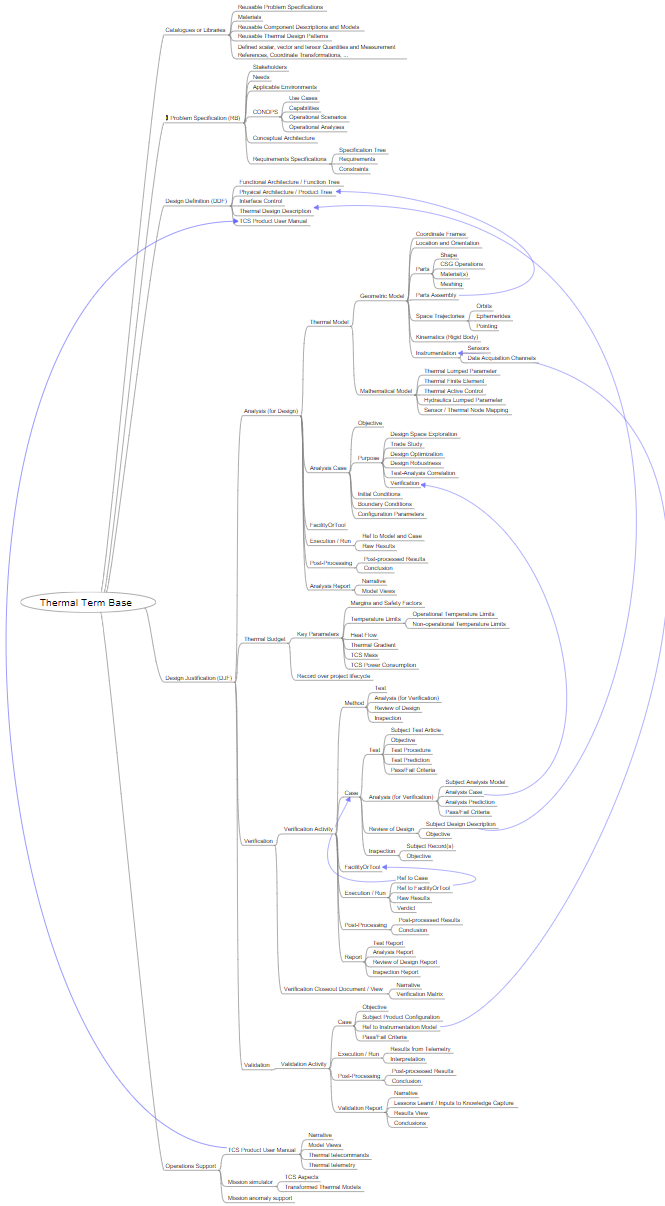 Reusable Problem Specifications
Materials
Catalogues or Libraries
Reusable Component Descriptions and Models
Reusable Thermal Design Patterns
Defined scalar, vector and tensor Quantities and Measurement
References, Coordinate Transformations, ...
Stakeholders
Needs
Applicable Environments
Use Cases
CONOPS
Capabilities
Problem Specification (RB)
Operational Scenarios
Operational Analyses
Conceptual Architecture
Specification Tree
Requirements Specifications
Requirements
Constraints
Functional Architecture / Function Tree
Physical Architecture / Product Tree
Design Definition (DDF)
Interface Control
Thermal Design Description
TCS Product User Manual
Coordinate Frames
Location and Orientation
Shape
CSG Operations
Parts
Material(s)
Meshing
Geometric Model
Parts Assembly
Orbits
Space Trajectories
Ephemerides
Pointing
Thermal Model
Kinematics (Rigid Body)
Sensors
Instrumentation
Data Acquisition Channels
Thermal Lumped Parameter
Thermal Finite Element
Mathematical Model
Thermal Active Control
Hydraulics Lumped Parameter
Sensor / Thermal Node Mapping
Analysis (for Design)
Objective
Design Space Exploration
Trade Study
Purpose
Design Optimization
Design Robustness
Analysis Case
Test-Analysis Correlation
Verification
Initial Conditions
Boundary Conditions
Configuration Parameters
FacilityOrTool
Ref to Model and Case
Execution / Run
Raw Results
Post-processed Results
Post-Processing
Conclusion
Narrative
Analysis Report
Model Views
Thermal Term Base
Margins and Safety Factors
Operational Temperature Limits
Temperature Limits
Non-operational Temperature Limits
Key Parameters
Heat Flow
Thermal Budget
Thermal Gradient
TCS Mass
TCS Power Consumption
Record over project lifecycle
Design Justification (DJF)
Test
Method
Analysis (for Verification)
Review of Design
Inspection
Subject Test Article
Objective
Test
Test Procedure
Test Prediction
Pass/Fail Criteria
Subject Analysis Model
Case
Analysis Case
Analysis (for Verification)
Analysis Prediction
Pass/Fail Criteria
Subject Design Description
Review of Design
Objective
Verification Activity
Verification
Subject Record(s)
Inspection
Objective
FacilityOrTool
Ref to Case
Ref to FacilityOrTool
Execution / Run
Raw Results
Verdict
Post-processed Results
Post-Processing
Conclusion
Test Report
Analysis Report
Report
Review of Design Report
Inspection Report
Narrative
Verification Closeout Document / View
Verification Matrix
Objective
Subject Product Configuration
Case
Ref to Instrumentation Model
Pass/Fail Criteria
Results from Telemetry
Execution / Run
Interpretation
Validation
Validation Activity
Post-processed Results
Post-Processing
Conclusion
Narrative
Lessons Learnt / Inputs to Knowledge Capture
Validation Report
Results View
Conclusions
Narrative
Model Views
TCS Product User Manual
Thermal telecommands
Thermal telemetry
Operations Support
TCS Aspects
Mission simulator
Transformed Thermal Models
Mission anomaly support